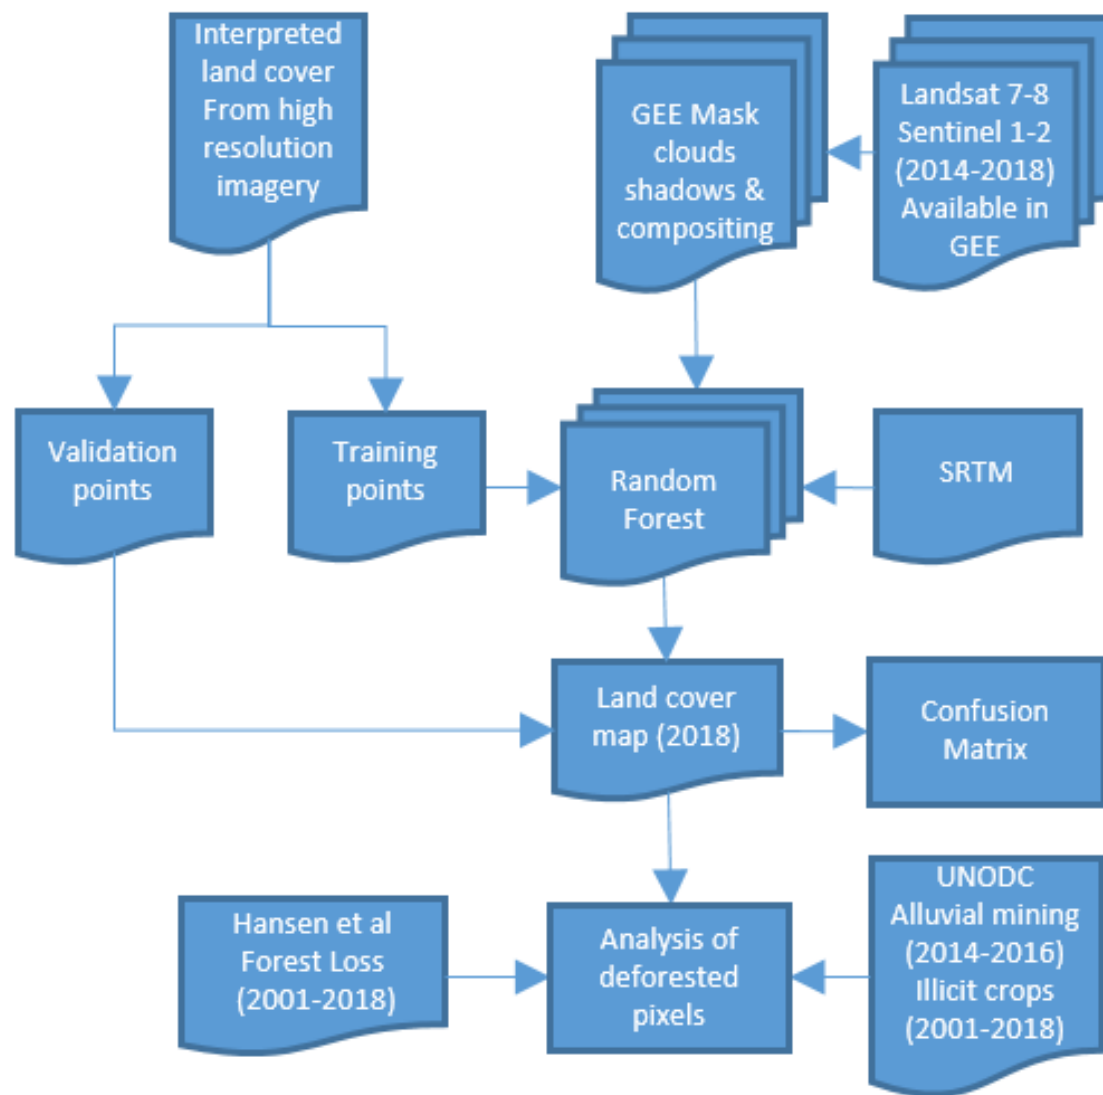 Interpreted
land cover
From high
resolution
imagery
GEE Mask
clouds
shadows &
compositing
Landsat 7-8
Sentinel 1-2
(2014-2018)
Available in
GEE
Validation
points
Training
points
Random
Forest
SRTM
Land cover
map (2018)
Confusion
Matrix
Hansen et al
Forest Loss
(2001-2018)
Analysis of
deforested
pixels
UNODC
Alluvial mining
(2014-2016)
Illicit crops
(2001-2018)